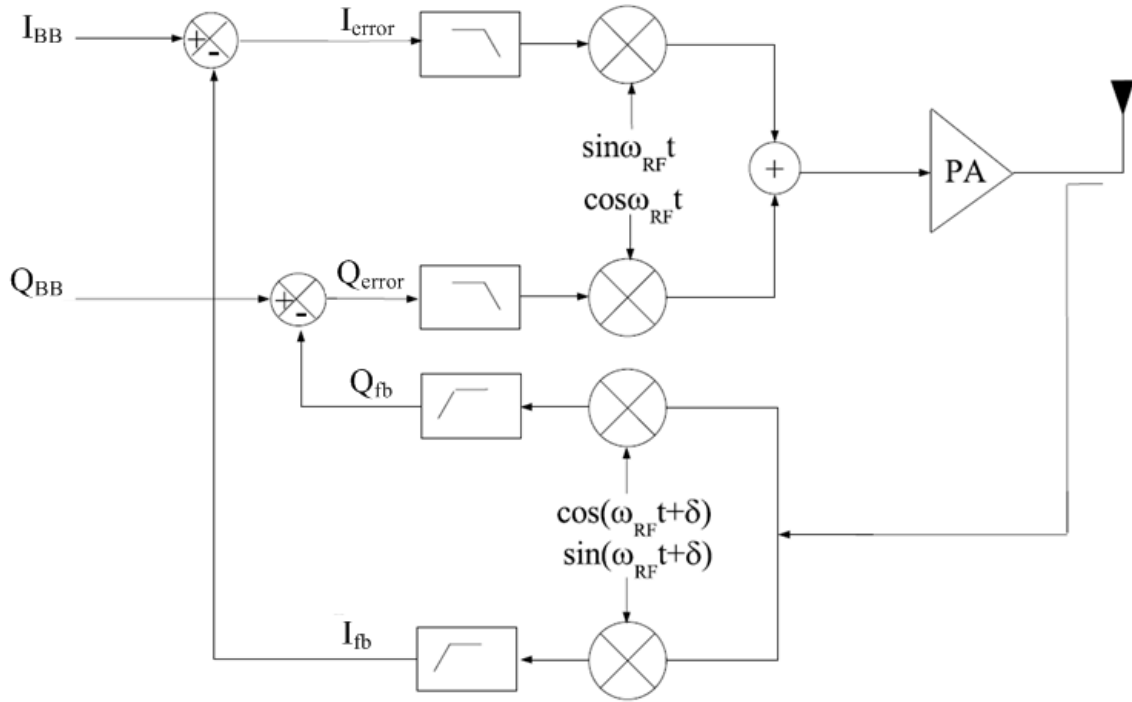 I_BB
+
-
I_error
sinω_RF t
cosω_RF t
+
PA
Q_BB
+
-
Q_error
Q_fb
cos(ω_RF t+δ)
sin(ω_RF t+δ)
I_fb